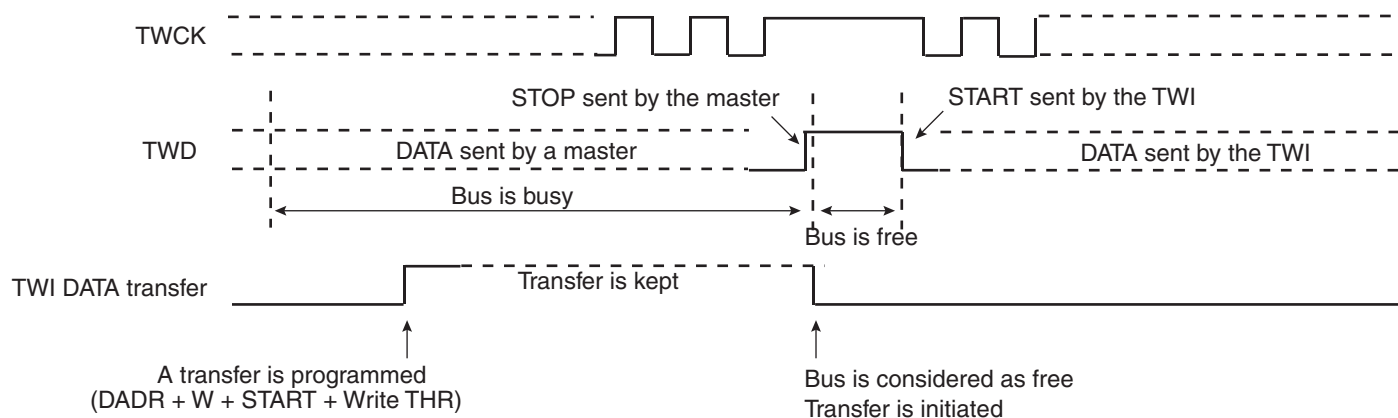 TWCK
STOP sent by the master
START sent by the TWI
TWD
DATA sent by a master
DATA sent by the TWI
Bus is busy
Bus is free
TWI DATA transfer
Transfer is kept
A transfer is programmed
(DADR + W + START + Write THR)
Bus is considered as free
Transfer is initiated